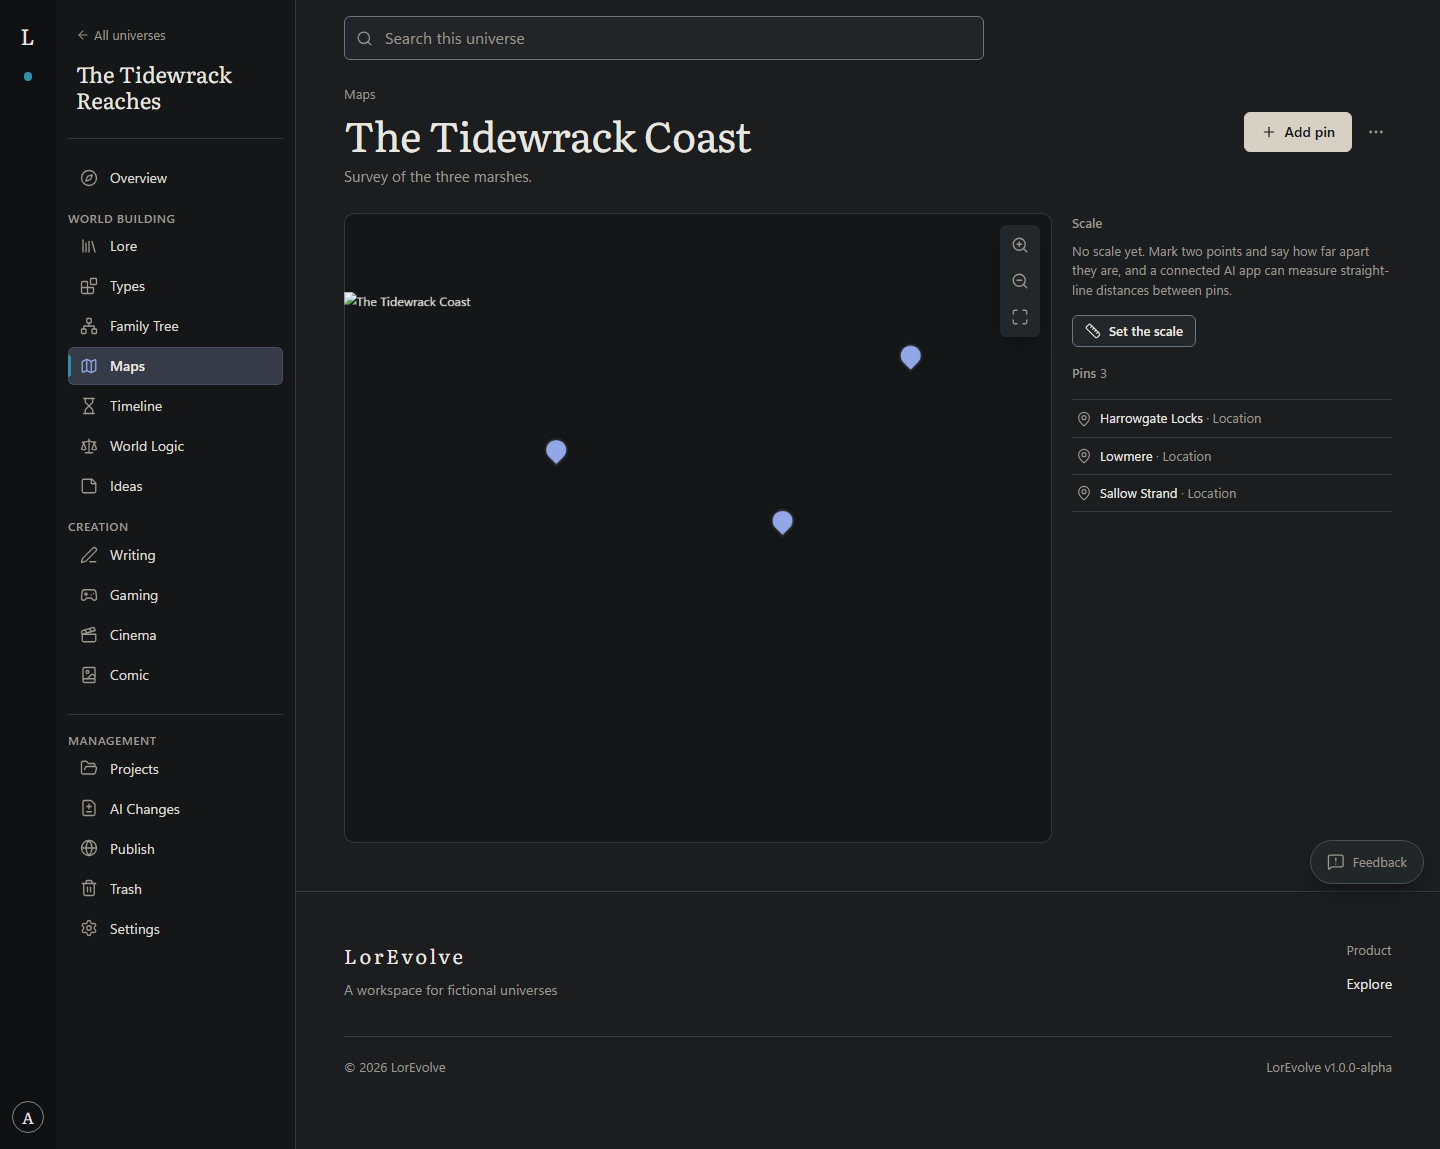 L
All universes
The Tidewrack
Reaches
Overview
WORLD BUILDING
Lore
Types
Family Tree
Maps
Timeline
World Logic
Ideas
CREATION
Writing
Gaming
Cinema
Comic
MANAGEMENT
Projects
AI Changes
Publish
Trash
Settings
A
Search this universe
Maps
The Tidewrack Coast
Survey of the three marshes.
Add pin
The Tidewrack Coast
Scale
No scale yet. Mark two points and say how far apart
they are, and a connected AI app can measure straight-
line distances between pins.
Set the scale
Pins 3
Harrowgate Locks · Location
Lowmere · Location
Sallow Strand · Location
Feedback
LorEvolve
A workspace for fictional universes
Product
Explore
© 2026 LorEvolve
LorEvolve v1.0.0-alpha